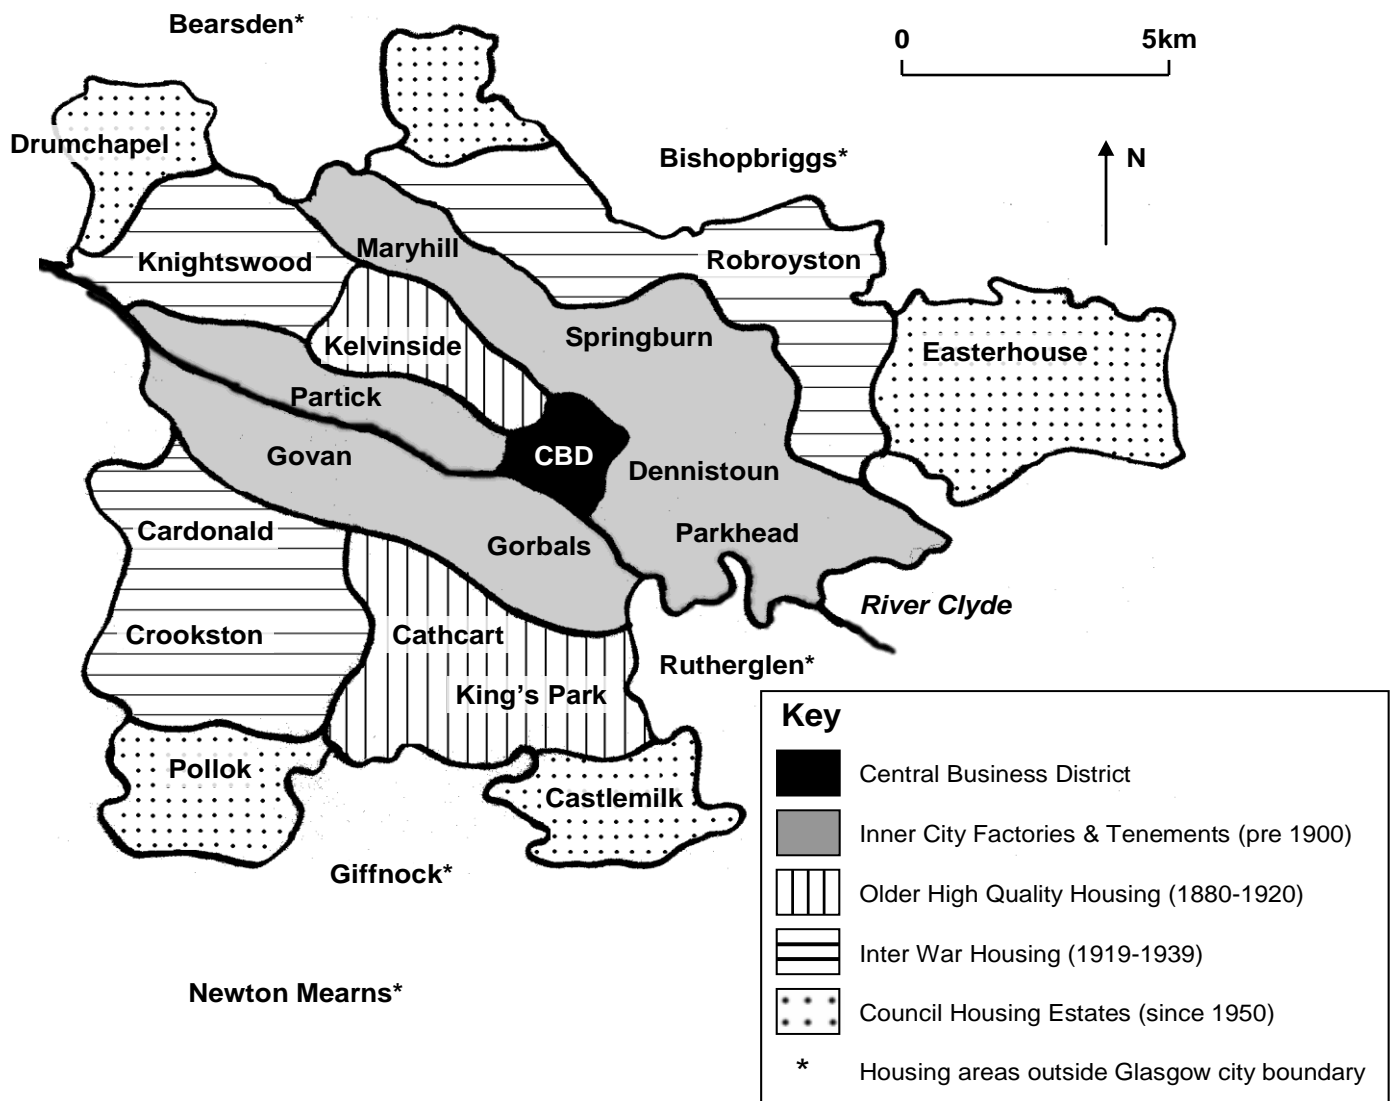 Bearsden*
0 5km
Drumchapel
Bishopbriggs*
N
Maryhill
Knightswood
Robroyston
Springburn
Kelvinside
Easterhouse
Partick
Govan
CBD
Dennistoun
Cardonald
Gorbals
Parkhead
River Clyde
Crookston
Cathcart
Rutherglen*
King's Park
Pollok
Castlemilk
Giffnock*
Newton Mearns*
Key
Central Business District
Inner City Factories & Tenements (pre 1900)
Older High Quality Housing (1880-1920)
Inter War Housing (1919-1939)
Council Housing Estates (since 1950)
* Housing areas outside Glasgow city boundary